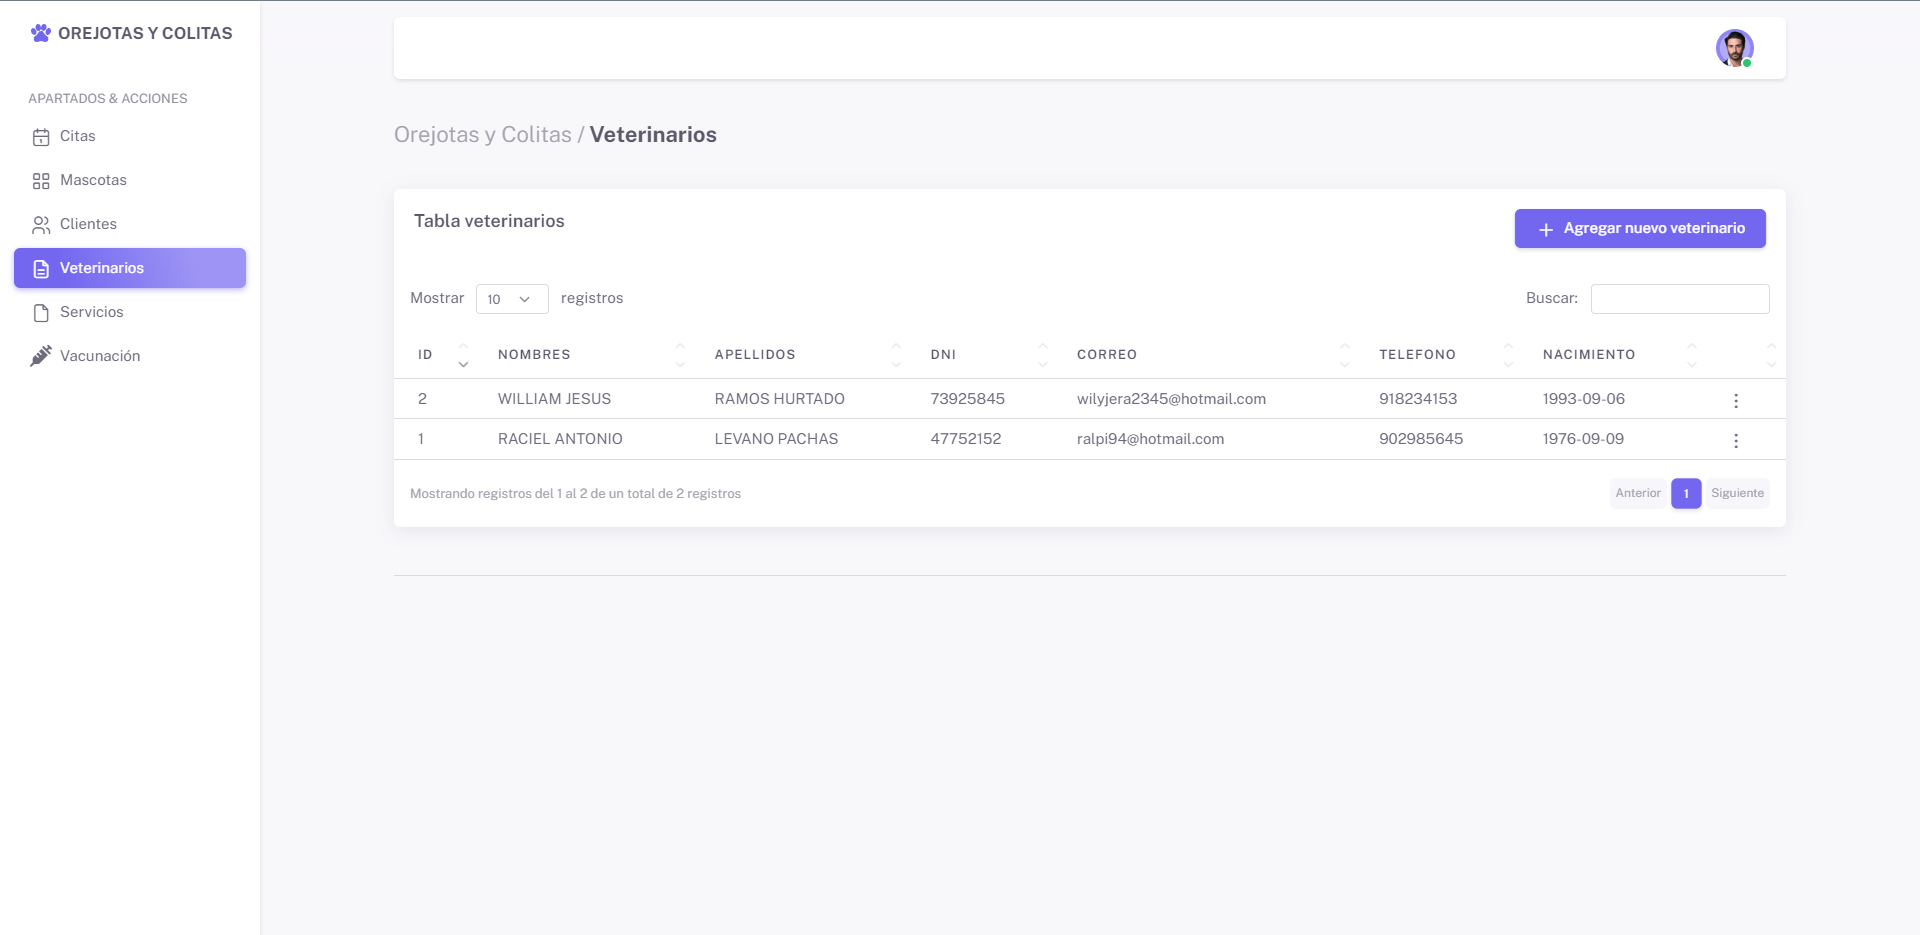 OREJOTAS Y COLITAS
APARTADOS & ACCIONES
Citas
Mascotas
Clientes
Veterinarios
Servicios
Vacunación
Orejotas y Colitas / Veterinarios
Tabla veterinarios
Agregar nuevo veterinario
Mostrar 10 registros
Buscar:
ID NOMBRES APELLIDOS DNI CORREO TELEFONO NACIMIENTO
2 WILLIAM JESUS RAMOS HURTADO 73925845 wilyjera2345@hotmail.com 918234153 1993-09-06
1 RACIEL ANTONIO LEVANO PACHAS 47752152 ralpi94@hotmail.com 902985645 1976-09-09
Mostrando registros del 1 al 2 de un total de 2 registros
Anterior 1 Siguiente